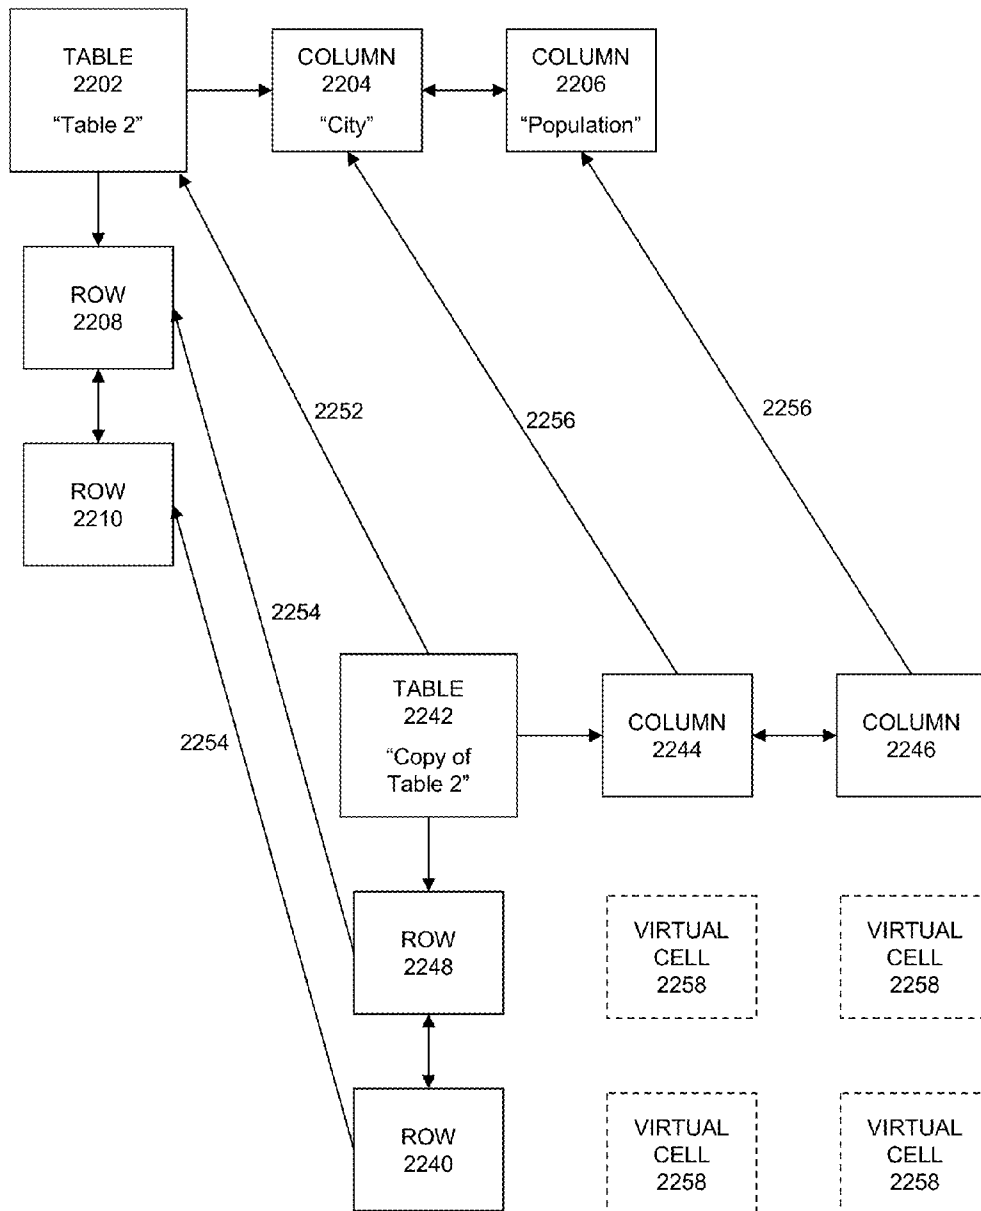 TABLE
2202
“Table 2”
COLUMN
2204
“City”
COLUMN
2206
“Population”
ROW
2208
2252
2256
2256
ROW
2210
2254
TABLE
2242
“Copy of
Table 2”
COLUMN
2244
COLUMN
2246
2254
ROW
2248
VIRTUAL
CELL
2258
VIRTUAL
CELL
2258
ROW
2240
VIRTUAL
CELL
2258
VIRTUAL
CELL
2258